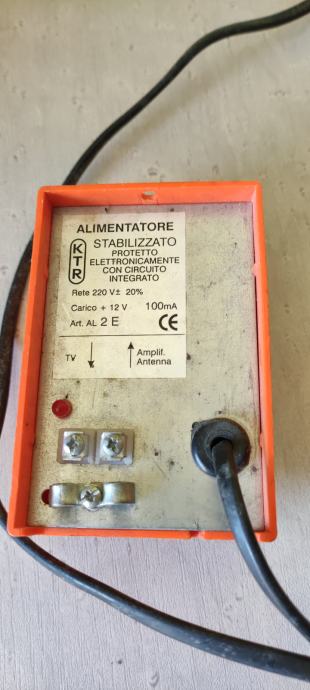 ALIMENTATORE
KTR
STABILIZZATO
PROTETTO
ELETTRONICAMENTE
CON CIRCUITO
INTEGRATO
Rete 220 V± 20%
Carico + 12 V 100mA
Art. AL 2 E CE
TV Amplif.
Antenna